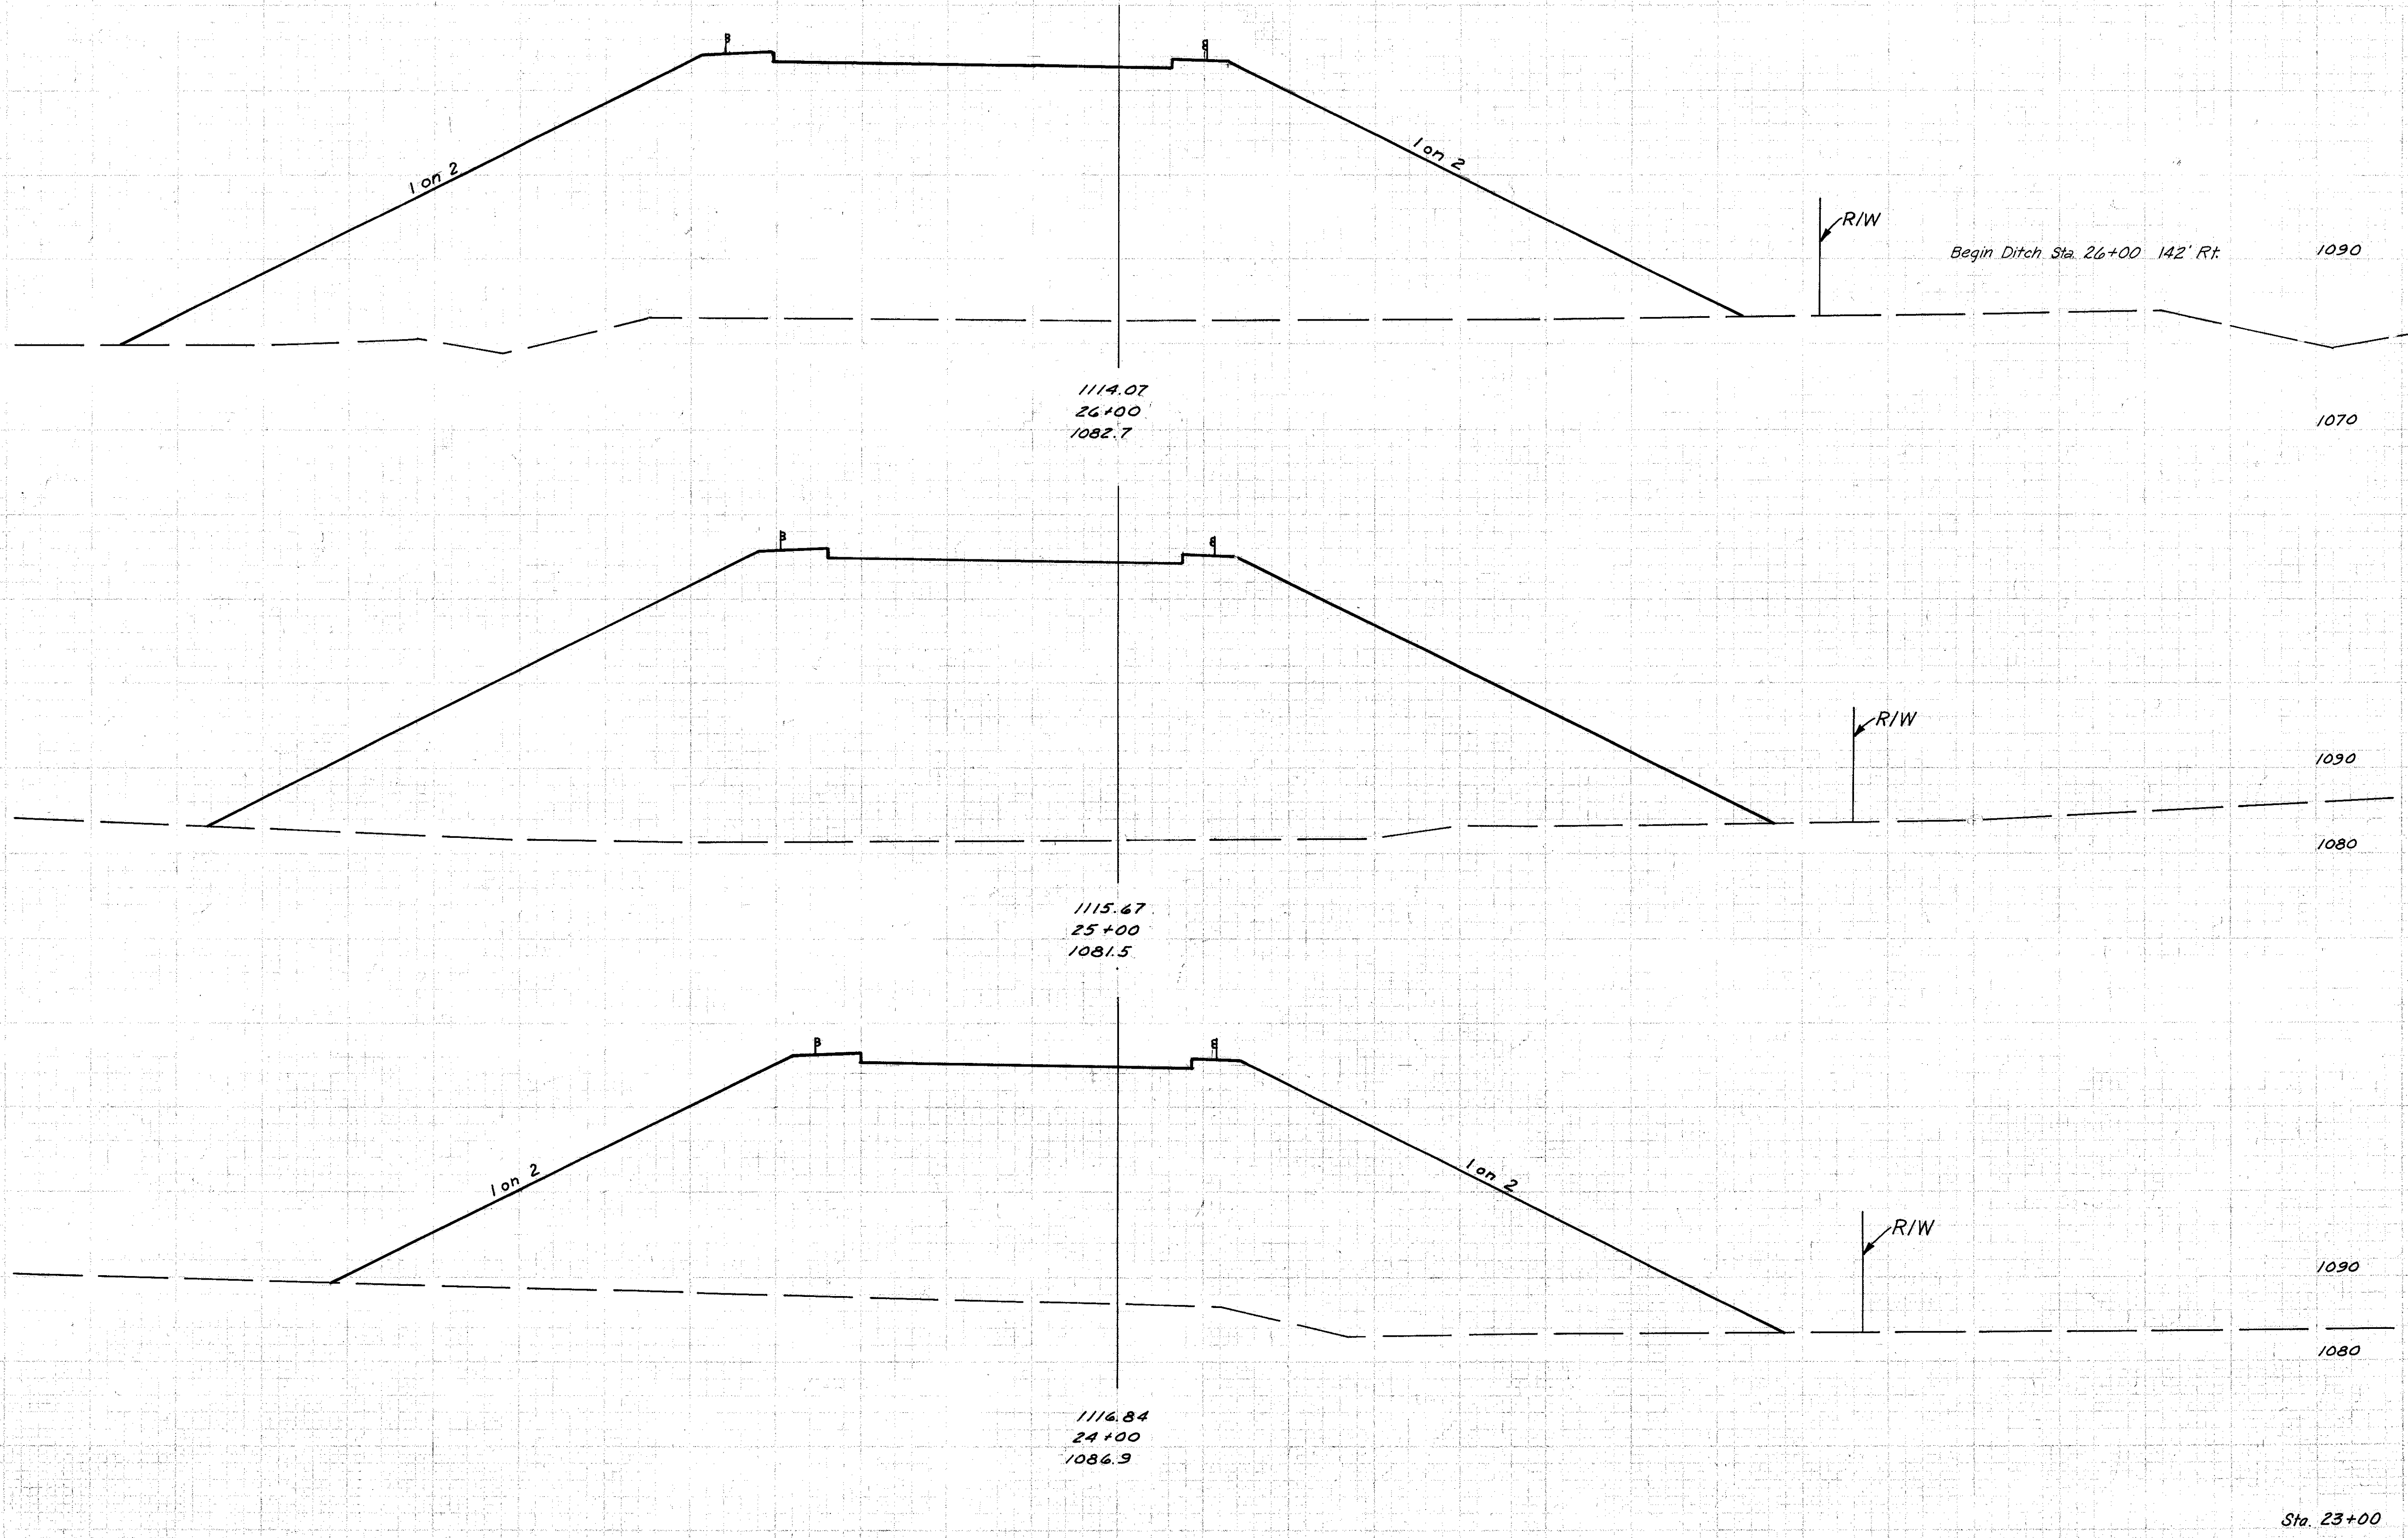 1 on 2
1 on 2
R/W
Begin Ditch Sta. 26+00 142' Rt.
1090
1114.07
26+00
1082.7
1070
R/W
1090
1080
1115.67
25+00
1081.5
1 on 2
1 on 2
R/W
1090
1080
1116.84
24+00
1086.9
Sta. 23+00